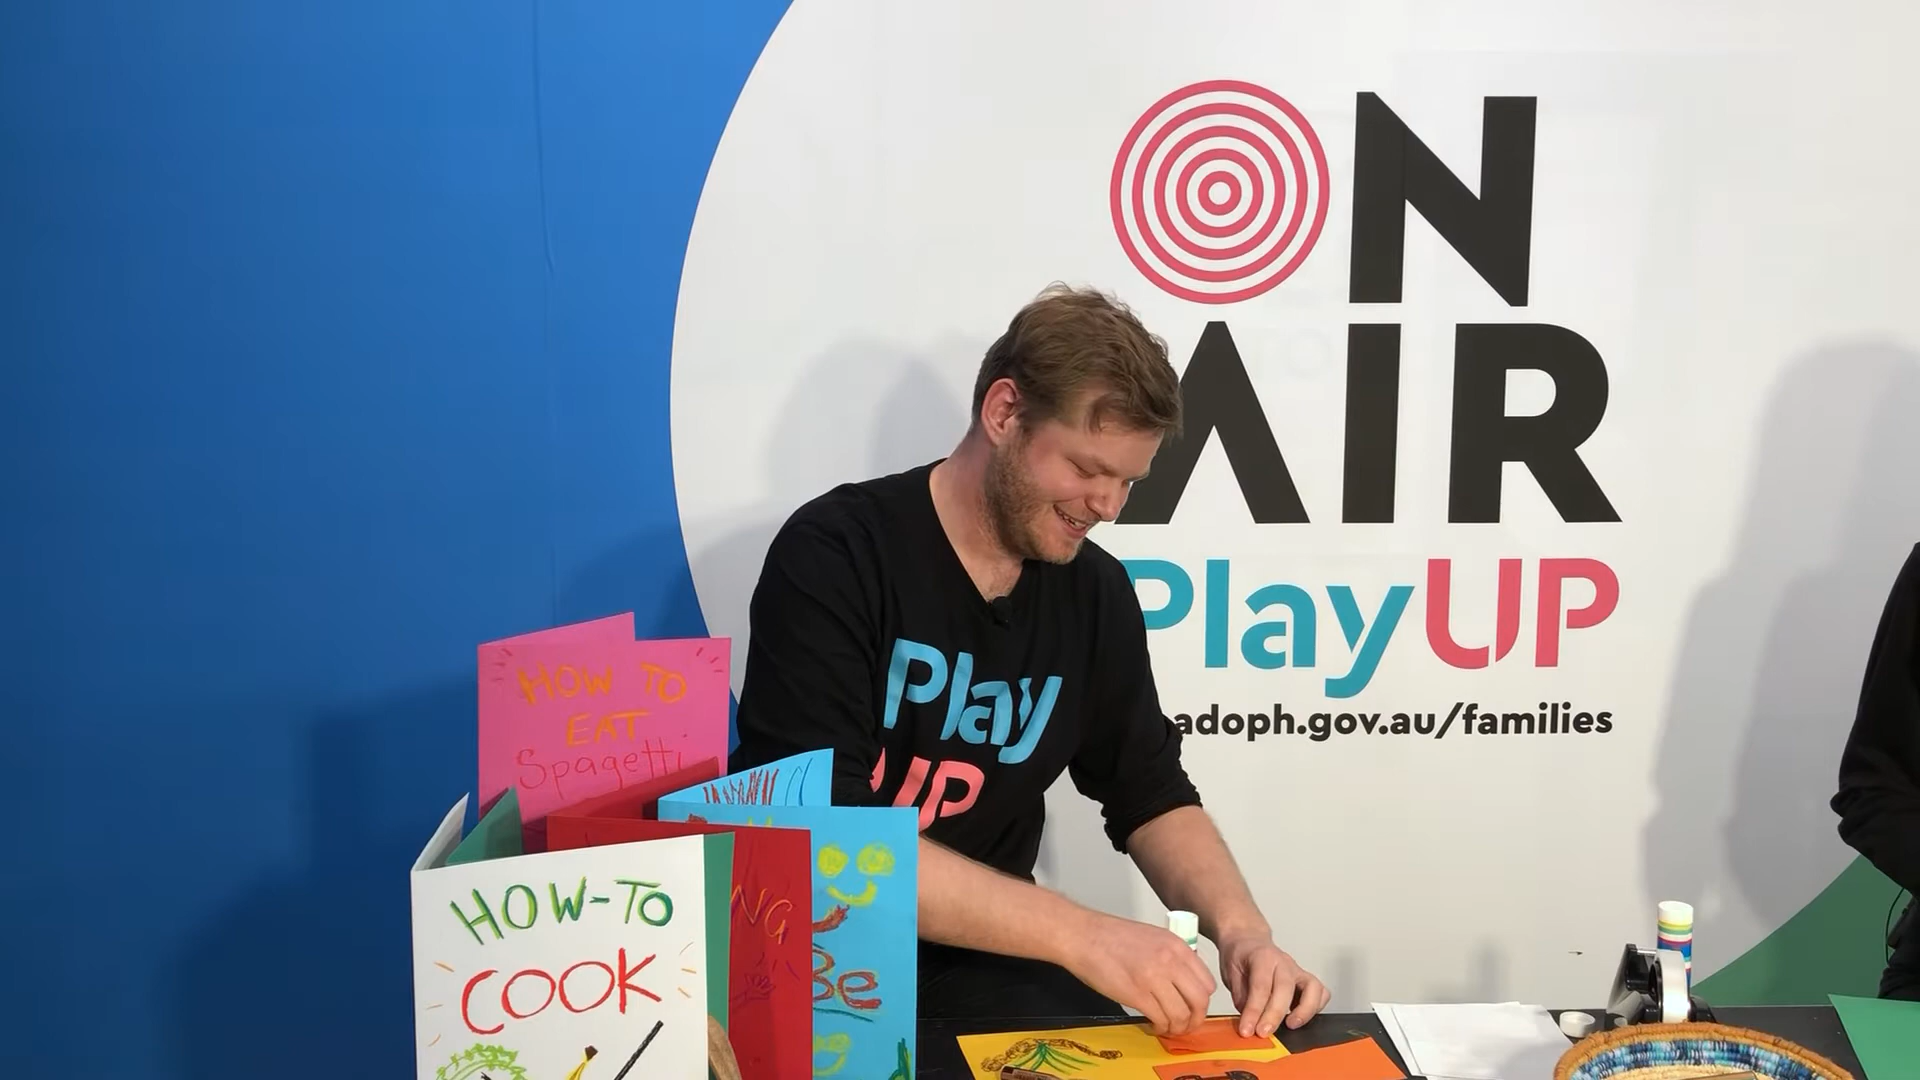 ON
AIR
PlayUP
adoph.gov.au/families
Play
UP
HOW TO
EAT
Spagetti
HOW-TO
COOK
NG
Be